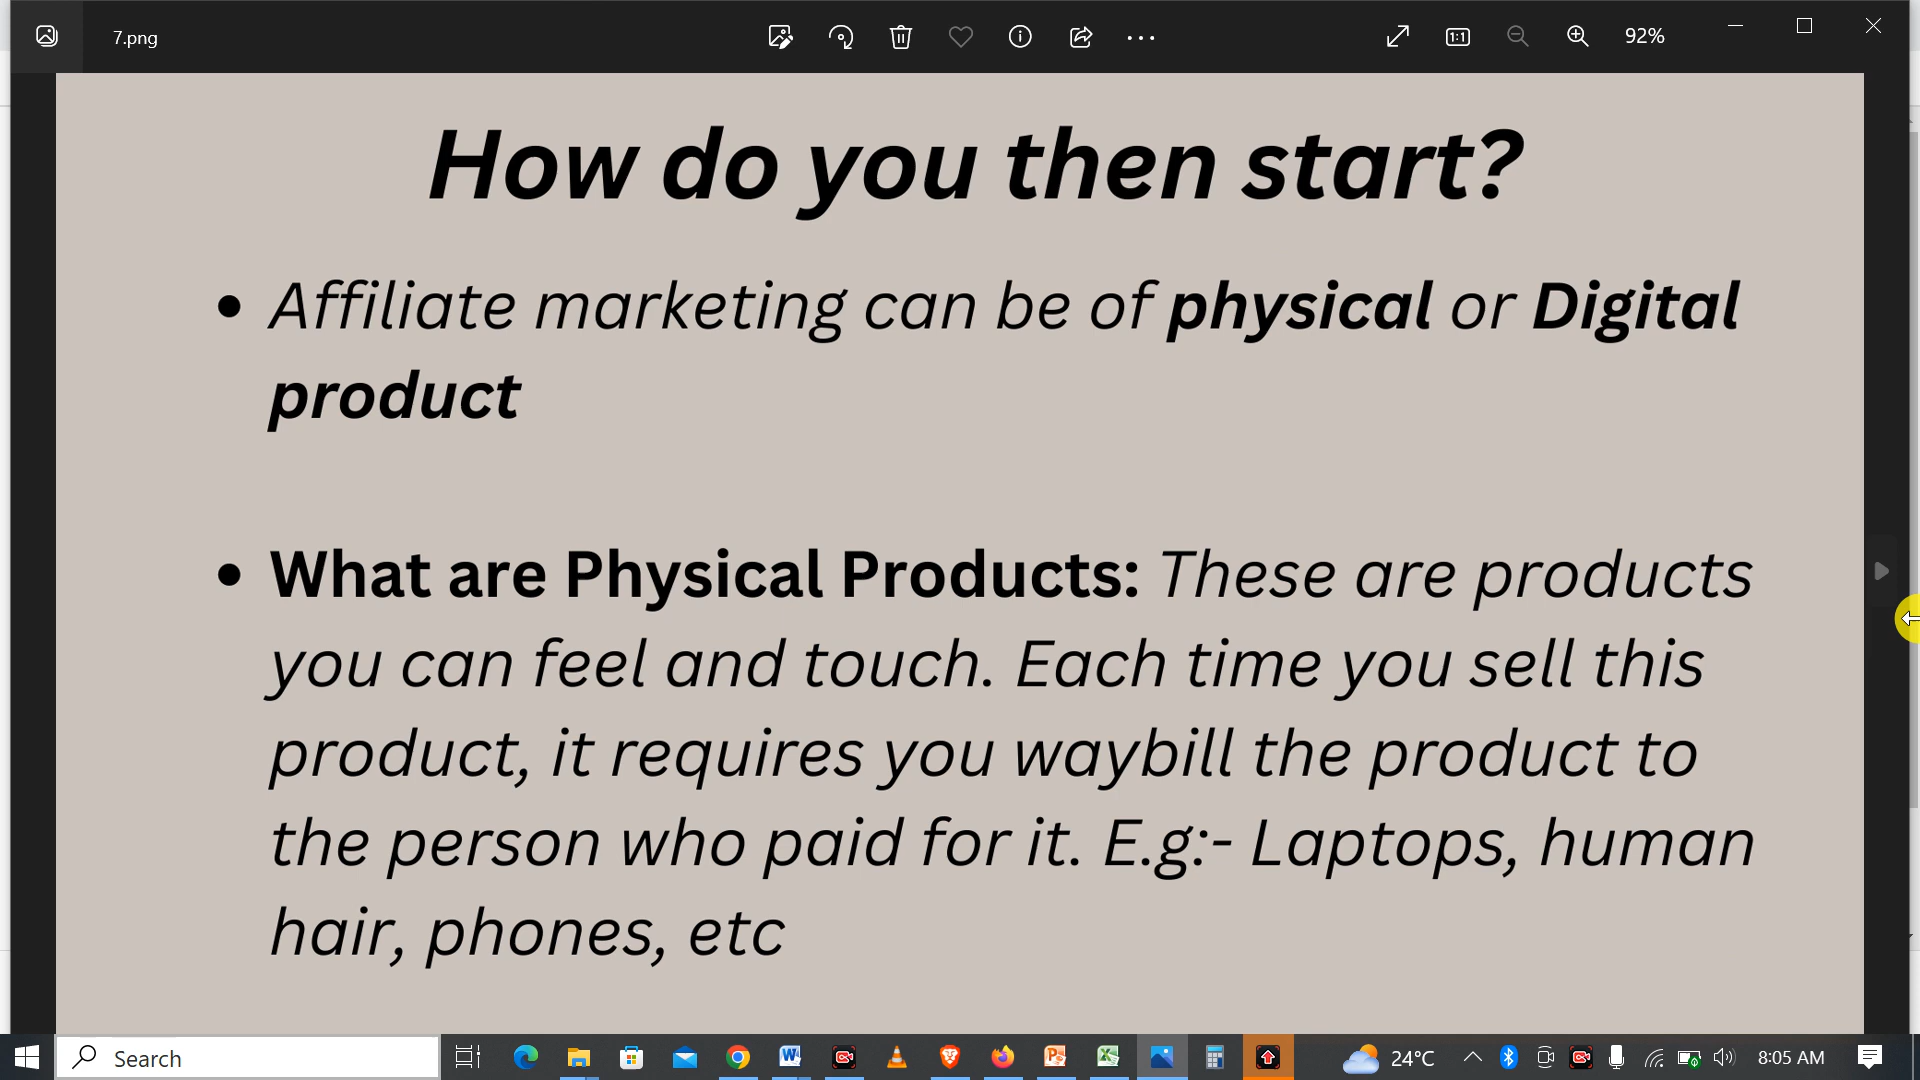 7.png
92%
How do you then start?
• Affiliate marketing can be of physical or Digital
product
• What are Physical Products: These are products
you can feel and touch. Each time you sell this
product, it requires you waybill the product to
the person who paid for it. E.g:- Laptops, human
hair, phones, etc
Search
24°C
8:05 AM